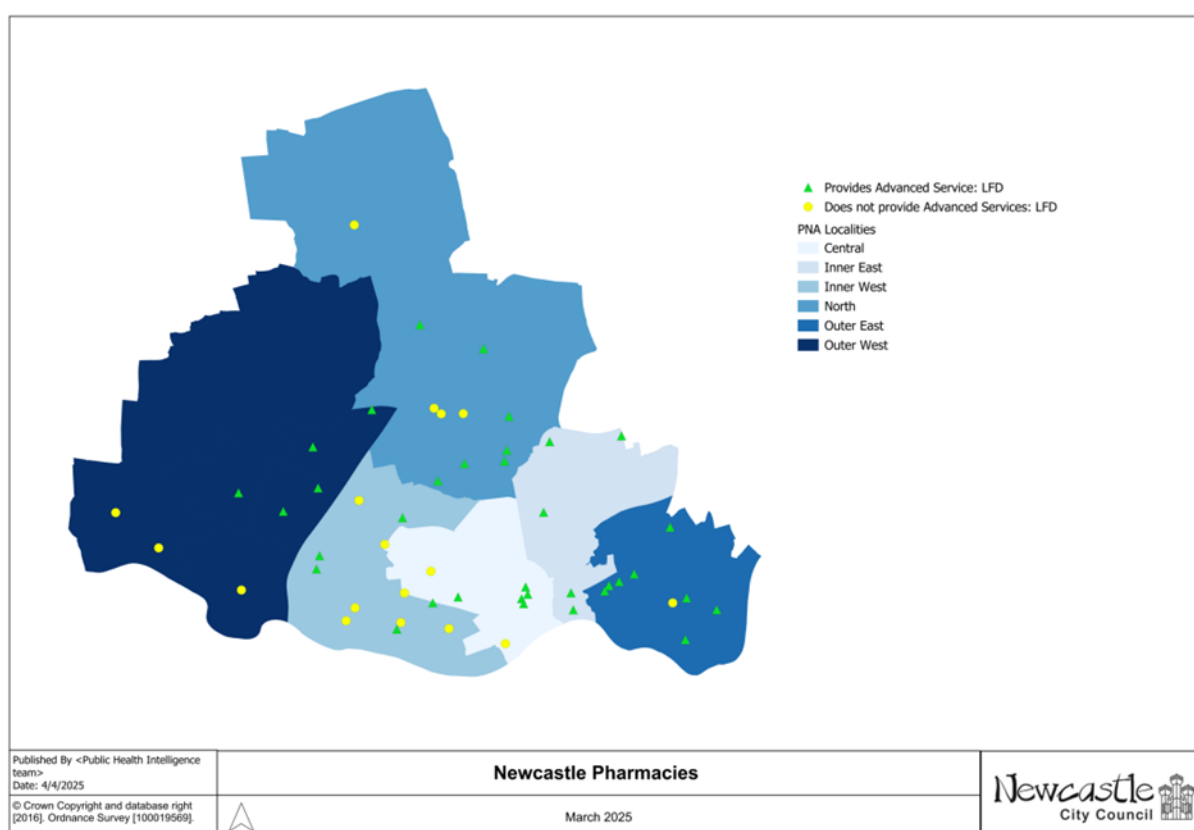 Provides Advanced Service: LFD
Does not provide Advanced Services: LFD
PNA Localities
Central
Inner East
Inner West
North
Outer East
Outer West
Published By <Public Health Intelligence
team>
Date: 4/4/2025
© Crown Copyright and database right
[2016]. Ordnance Survey [100019569].
Newcastle Pharmacies
March 2025
Newcastle
City Council